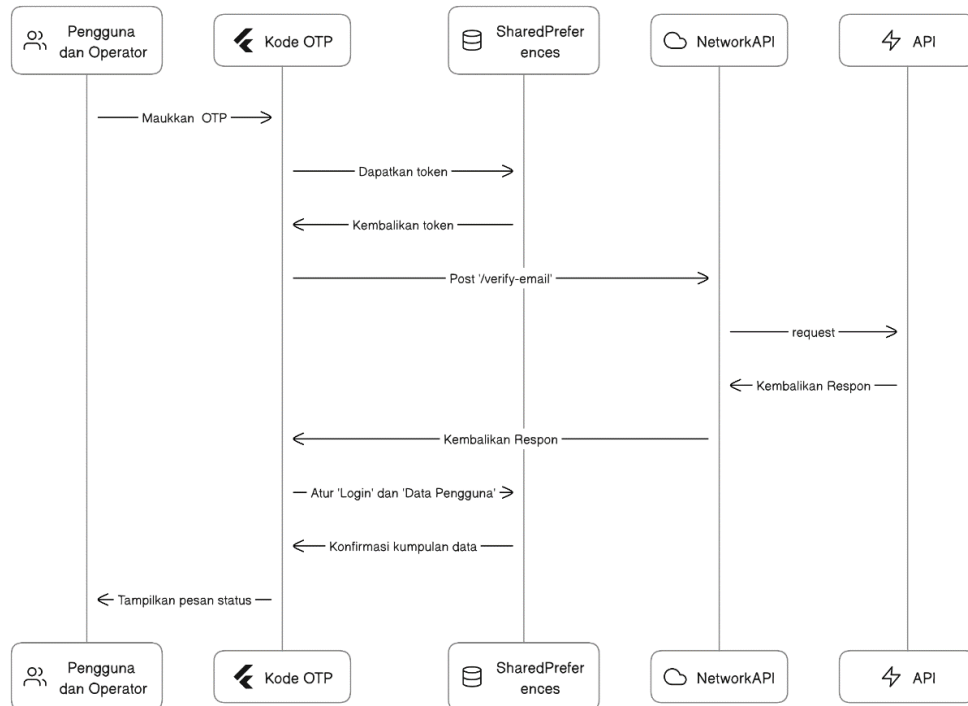 Pengguna
dan Operator
Kode OTP
SharedPrefer
ences
NetworkAPI
API
Maukkan OTP
Dapatkan token
Kembalikan token
Post '/verify-email'
request
Kembalikan Respon
Kembalikan Respon
Atur 'Login' dan 'Data Pengguna'
Konfirmasi kumpulan data
Tampilkan pesan status
Pengguna
dan Operator
Kode OTP
SharedPrefer
ences
NetworkAPI
API